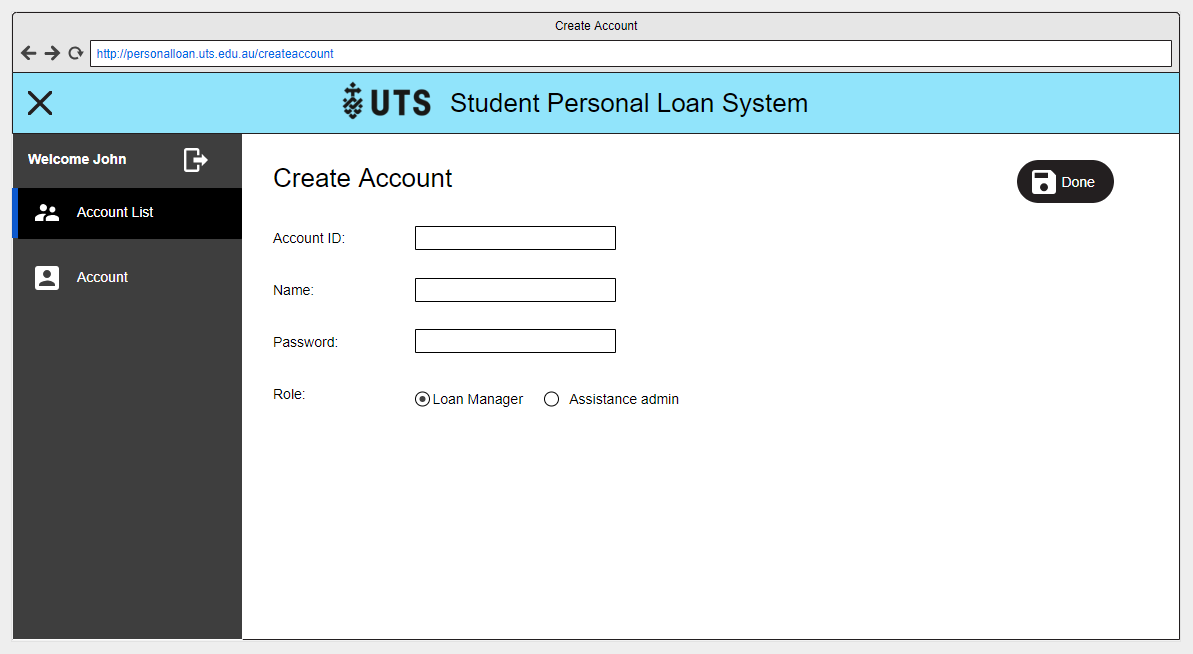 Create Account
http://personalloan.uts.edu.au/createaccount
UTS Student Personal Loan System
Welcome John
Account List
Account
Create Account
Done
Account ID:
Name:
Password:
Role:
Loan Manager Assistance admin